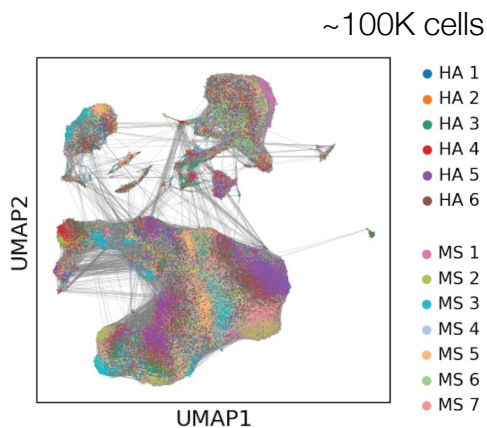 ~100K cells
HA 1
HA 2
HA 3
HA 4
HA 5
HA 6
MS 1
MS 2
MS 3
MS 4
MS 5
MS 6
MS 7
UMAP2
UMAP1